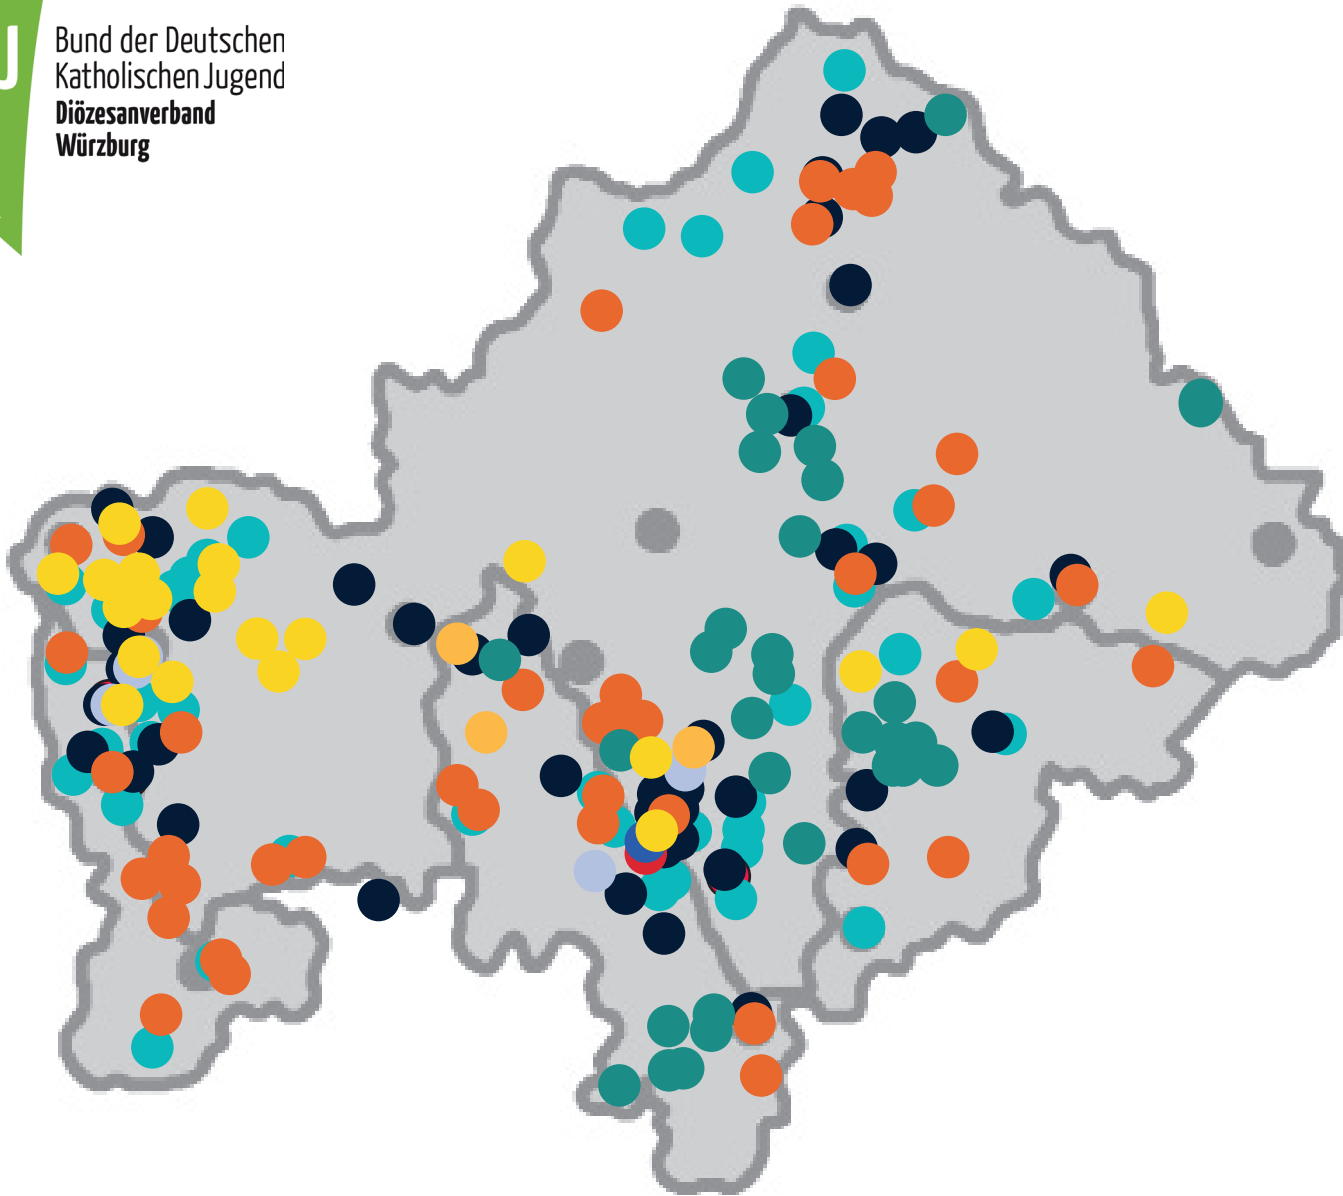 J
Bund der Deutschen
Katholischen Jugend
Diözesanverband
Würzburg